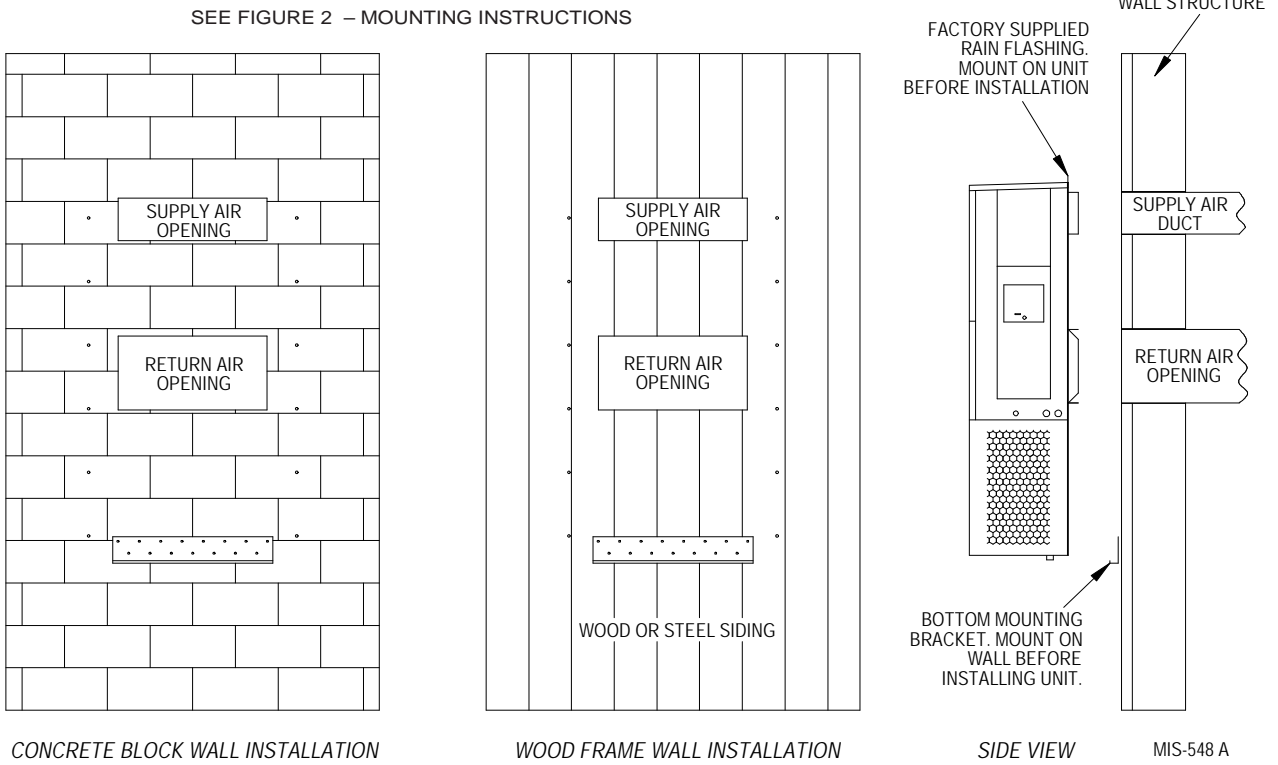 SEE FIGURE 2 – MOUNTING INSTRUCTIONS
WALL STRUCTURE
FACTORY SUPPLIED
RAIN FLASHING.
MOUNT ON UNIT
BEFORE INSTALLATION
SUPPLY AIR
OPENING
SUPPLY AIR
OPENING
SUPPLY AIR
DUCT
RETURN AIR
OPENING
RETURN AIR
OPENING
RETURN AIR
OPENING
WOOD OR STEEL SIDING
BOTTOM MOUNTING
BRACKET. MOUNT ON
WALL BEFORE
INSTALLING UNIT.
CONCRETE BLOCK WALL INSTALLATION
WOOD FRAME WALL INSTALLATION
SIDE VIEW
MIS-548 A